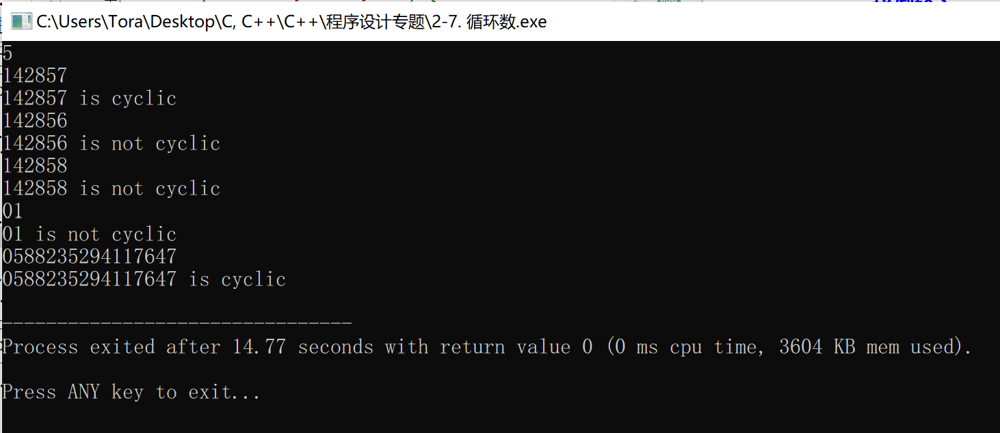 C:\Users\Tora\Desktop\C, C++\C++\程序设计专题\2-7. 循环数.exe
5
142857
142857 is cyclic
142856
142856 is not cyclic
142858
142858 is not cyclic
01
01 is not cyclic
0588235294117647
0588235294117647 is cyclic
--------------------------------
Process exited after 14.77 seconds with return value 0 (0 ms cpu time, 3604 KB mem used).
Press ANY key to exit...